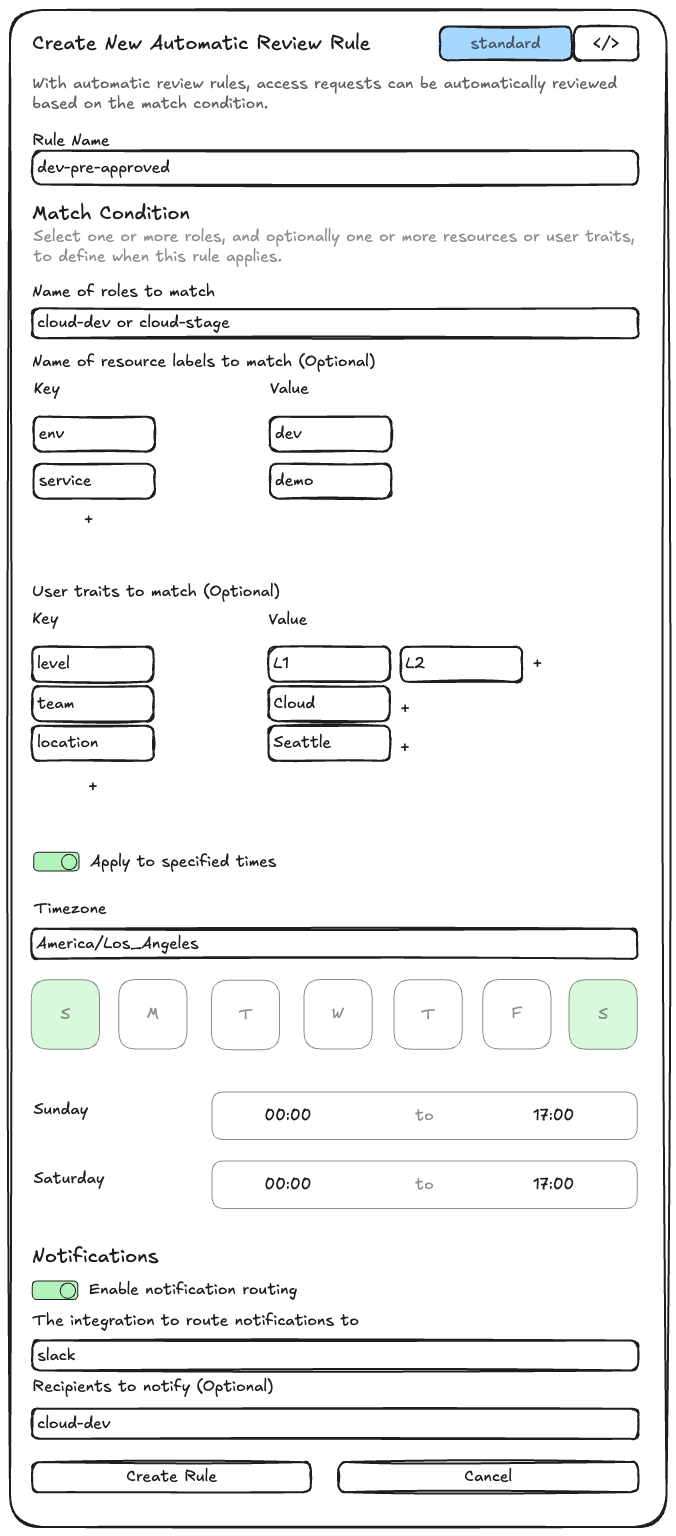 Create New Automatic Review Rule
standard
</>
With automatic review rules, access requests can be automatically reviewed
based on the match condition.
Rule Name
dev-pre-approved
Match Condition
Select one or more roles, and optionally one or more resources or user traits,
to define when this rule applies.
Name of roles to match
cloud-dev or cloud-stage
Name of resource labels to match (Optional)
Key Value
env dev
service demo
+
User traits to match (Optional)
Key Value
level L1 L2 +
team Cloud +
location Seattle +
+
Apply to specified times
Timezone
America/Los_Angeles
S M T W T F S
Sunday 00:00 to 17:00
Saturday 00:00 to 17:00
Notifications
Enable notification routing
The integration to route notifications to
slack
Recipients to notify (Optional)
cloud-dev
Create Rule Cancel